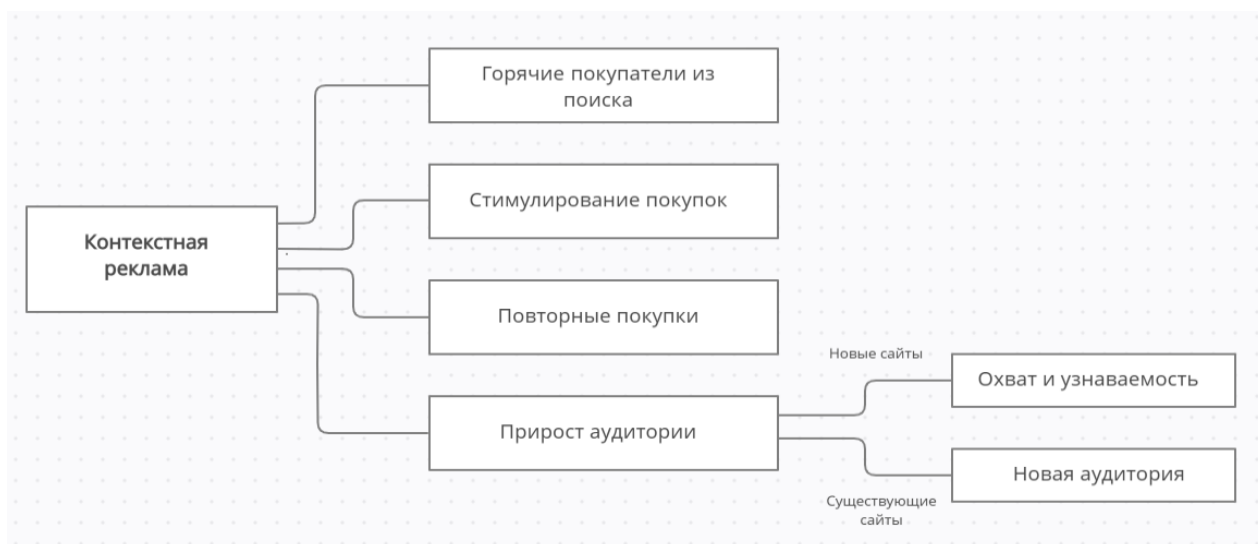 Горячие покупатели из
поиска
Стимулирование покупок
Контекстная
реклама
Повторные покупки
Новые сайты
Охват и узнаваемость
Прирост аудитории
Новая аудитория
Существующие
сайты